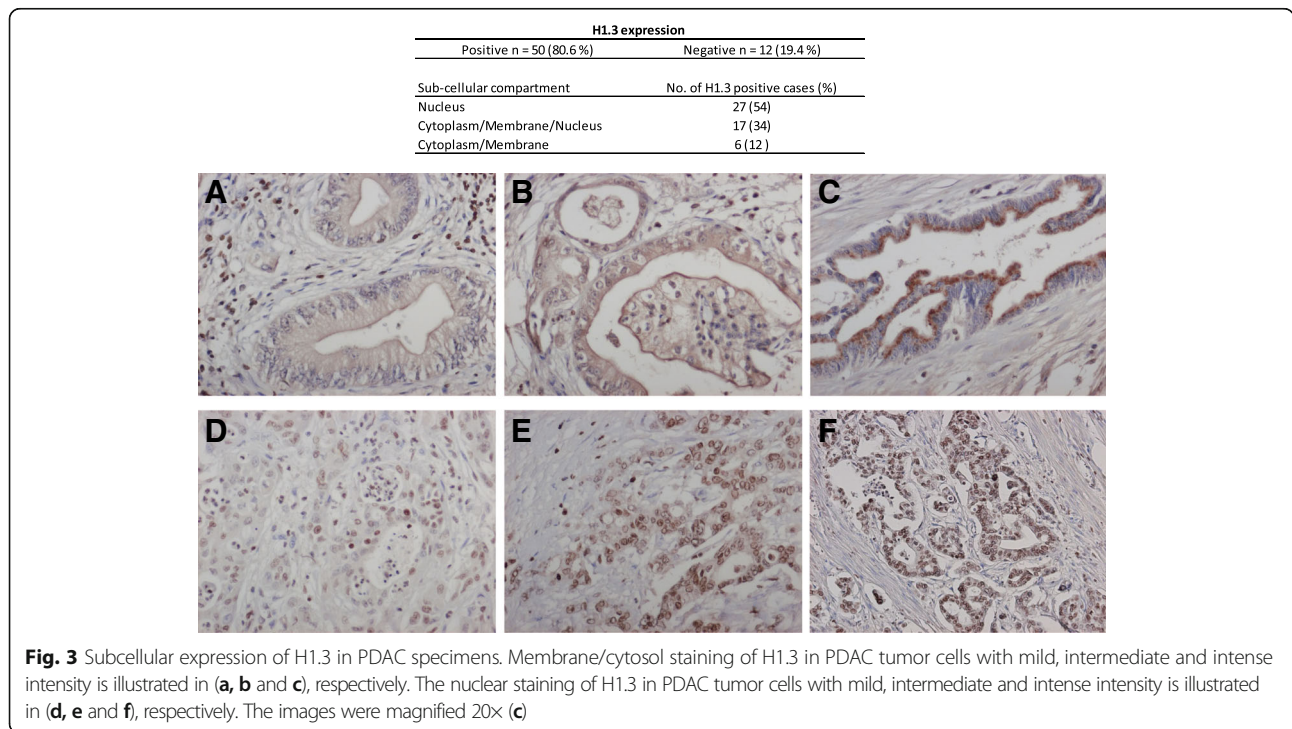 H1.3 expression
Positive n = 50 (80.6 %) Negative n = 12 (19.4 %)
Sub-cellular compartment No. of H1.3 positive cases (%)
Nucleus 27 (54)
Cytoplasm/Membrane/Nucleus 17 (34)
Cytoplasm/Membrane 6 (12 )
A B C
D E F
Fig. 3 Subcellular expression of H1.3 in PDAC specimens. Membrane/cytosol staining of H1.3 in PDAC tumor cells with mild, intermediate and intense
intensity is illustrated in (a, b and c), respectively. The nuclear staining of H1.3 in PDAC tumor cells with mild, intermediate and intense intensity is illustrated
in (d, e and f), respectively. The images were magnified 20× (c)